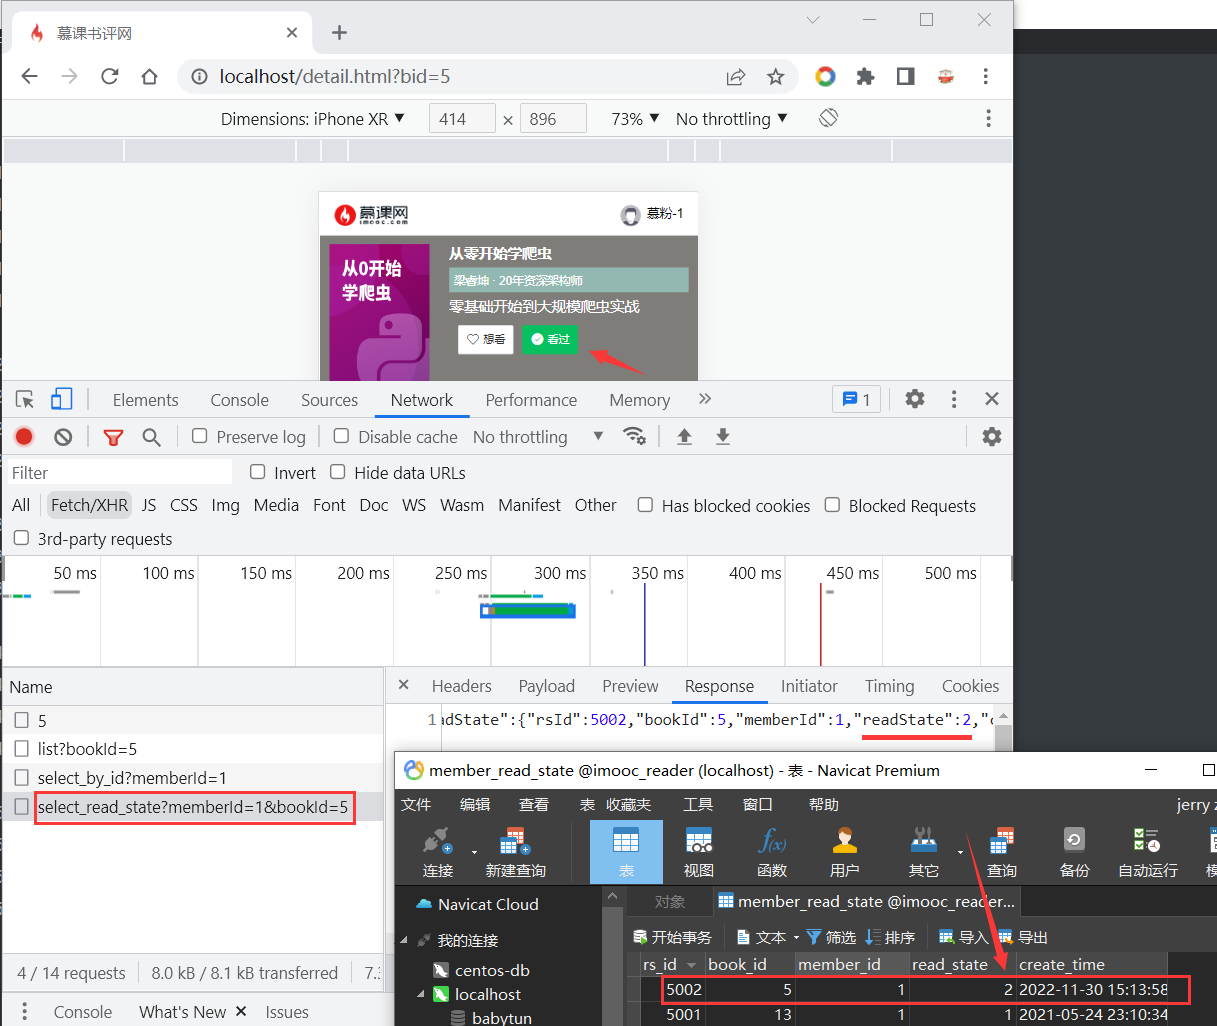 慕课书评网
localhost/detail.html?bid=5
Dimensions: iPhone XR ▼ 414 × 896 73% ▼ No throttling ▼
慕课网 慕粉-1
imooc.com
从0开始
学爬虫
从零开始学爬虫
梁睿坤 · 20年资深架构师
零基础开始到大规模爬虫实战
想看 看过
Elements Console Sources Network Performance Memory » 1
Preserve log Disable cache No throttling ▼
Filter Invert Hide data URLs
All Fetch/XHR JS CSS Img Media Font Doc WS Wasm Manifest Other Has blocked cookies Blocked Requests
3rd-party requests
50 ms 100 ms 150 ms 200 ms 250 ms 300 ms 350 ms 400 ms 450 ms 500 ms
Name
5
list?bookId=5
select_by_id?memberId=1
select_read_state?memberId=1&bookId=5
4 / 14 requests 8.0 kB / 8.1 kB transferred 7.
Console What's New × Issues
× Headers Payload Preview Response Initiator Timing Cookies
1 adState":{"rsId":5002,"bookId":5,"memberId":1,"readState":2,"
member_read_state @imooc_reader (localhost) - 表 - Navicat Premium
文件 编辑 查看 表 收藏夹 工具 窗口 帮助 jerry z
连接 新建查询 表 视图 函数 用户 其它 查询 备份 自动运行
Navicat Cloud
我的连接
centos-db
localhost
babytun
对象 member_read_state @imooc_reader...
开始事务 文本 筛选 排序 导入 导出
rs_id book_id member_id read_state create_time
5002 5 1 2 2022-11-30 15:13:58
5001 13 1 1 2021-05-24 23:10:34